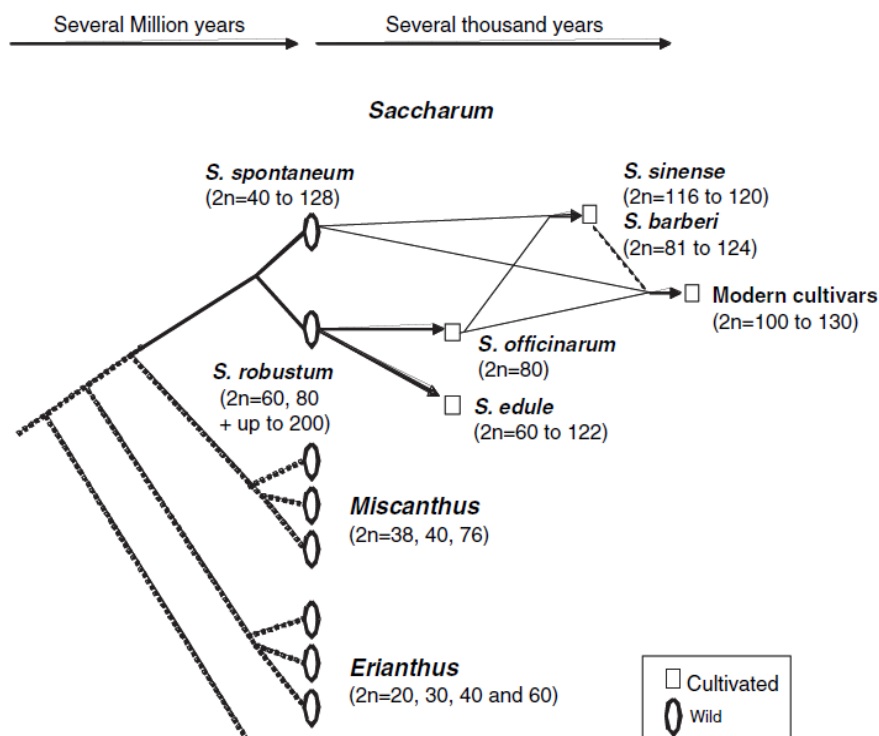 Several Million years
Several thousand years
Saccharum
S. spontaneum
(2n=40 to 128)
S. sinense
(2n=116 to 120)
S. barberi
(2n=81 to 124)
Modern cultivars
(2n=100 to 130)
S. officinarum
(2n=80)
S. robustum
(2n=60, 80
+ up to 200)
S. edule
(2n=60 to 122)
Miscanthus
(2n=38, 40, 76)
Erianthus
(2n=20, 30, 40 and 60)
Cultivated
Wild